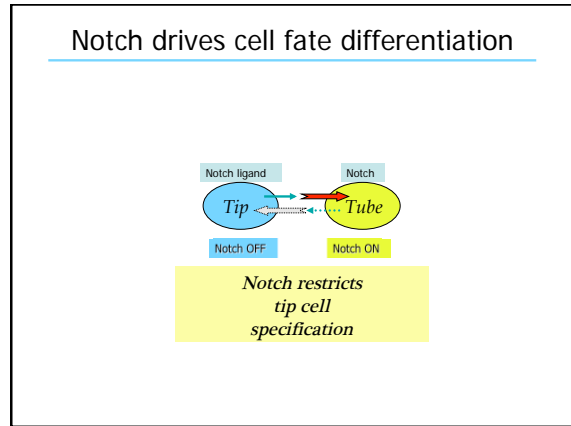 Notch drives cell fate differentiation
Notch ligand
Notch
Tip
Tube
Notch OFF
Notch ON
Notch restricts
tip cell
specification